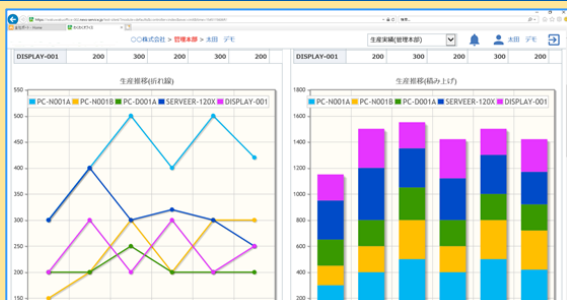 〇〇株式会社 > 管理本部 > 太田 デモ
生産実績(管理本部)
太田 デモ
DISPLAY-001 200 300 200 300 200
DISPLAY-001 200 300 200 300 200
生産推移(折れ線)
PC-N001A PC-N001B PC-D001A SERVEER-120X DISPLAY-001
550
500
450
400
350
300
250
200
150
生産推移(積み上げ)
PC-N001A PC-N001B PC-D001A SERVEER-120X DISPLAY-001
1800
1600
1400
1200
1000
800
600
400
200